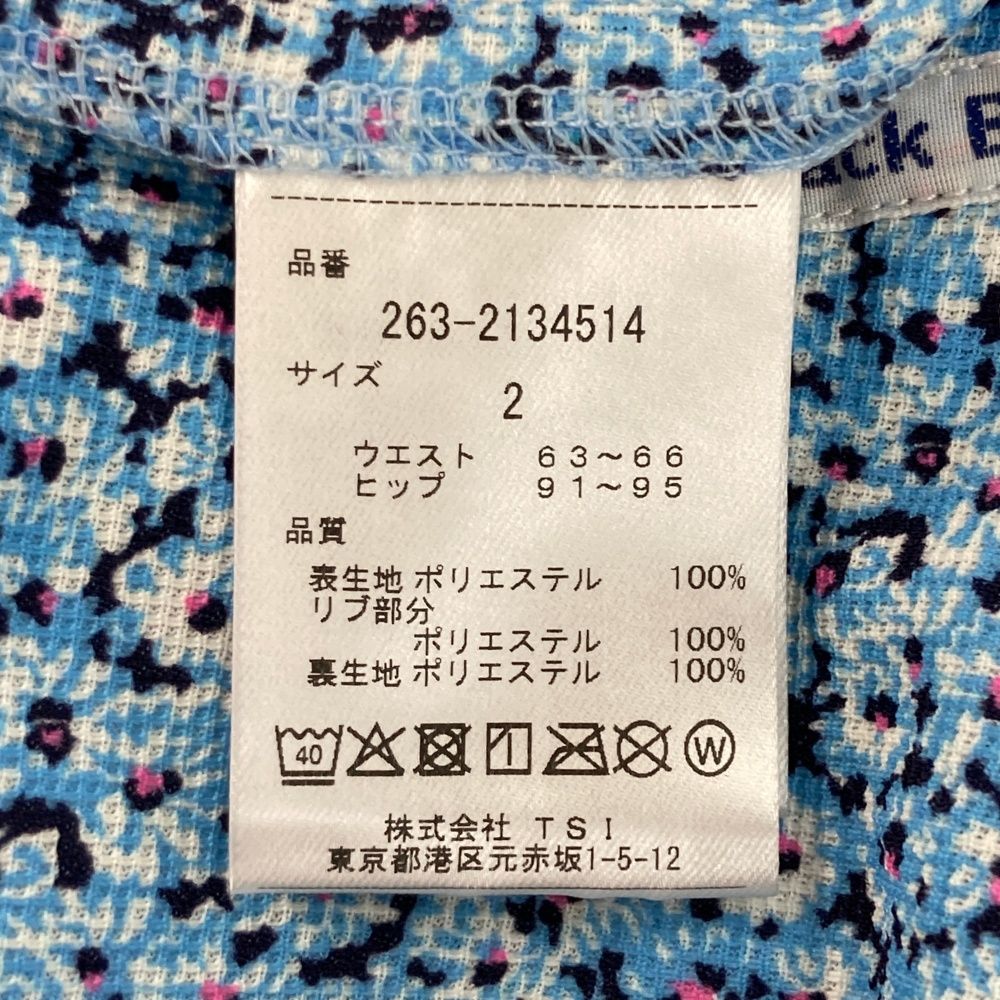 ck B
品番
263-2134514
サイズ
2
ウエスト 63～66
ヒップ 91～95
品質
表生地 ポリエステル 100%
リブ部分
ポリエステル 100%
裏生地 ポリエステル 100%
40 W
株式会社 TSI
東京都港区元赤坂1-5-12